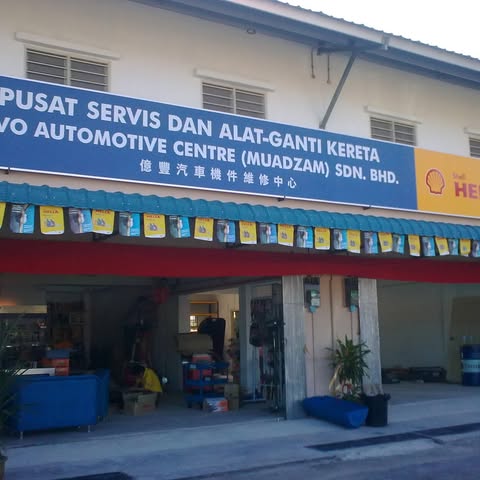 PUSAT SERVIS DAN ALAT-GANTI KERETA
VO AUTOMOTIVE CENTRE (MUADZAM) SDN. BHD.
億豐汽車機件維修中心
Shell
HE